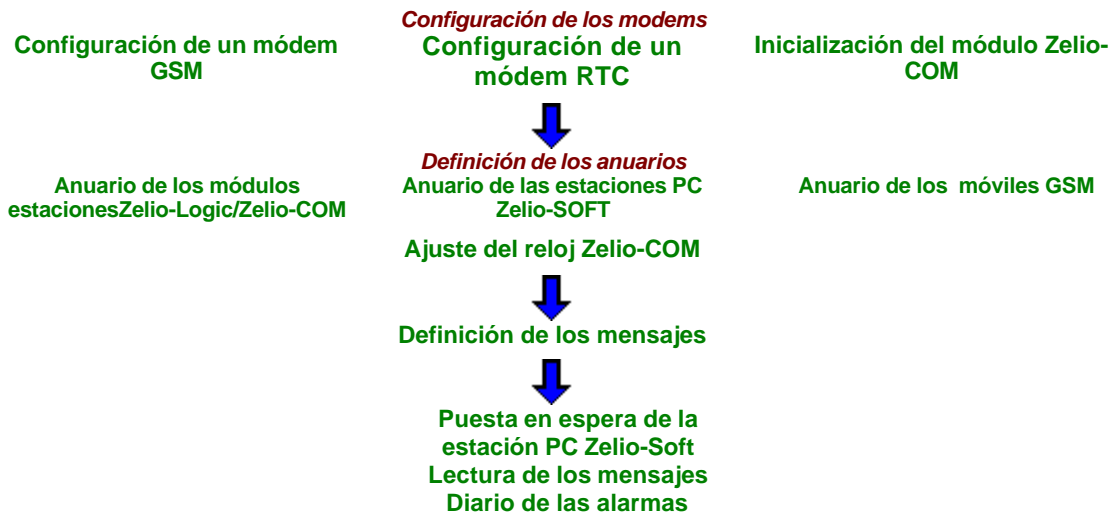 Configuración de los modems
Configuración de un módem
GSM
Configuración de un
módem RTC
Inicialización del módulo Zelio-
COM
Definición de los anuarios
Anuario de los módulos
estacionesZelio-Logic/Zelio-COM
Anuario de las estaciones PC
Zelio-SOFT
Anuario de los móviles GSM
Ajuste del reloj Zelio-COM
Definición de los mensajes
Puesta en espera de la
estación PC Zelio-Soft
Lectura de los mensajes
Diario de las alarmas